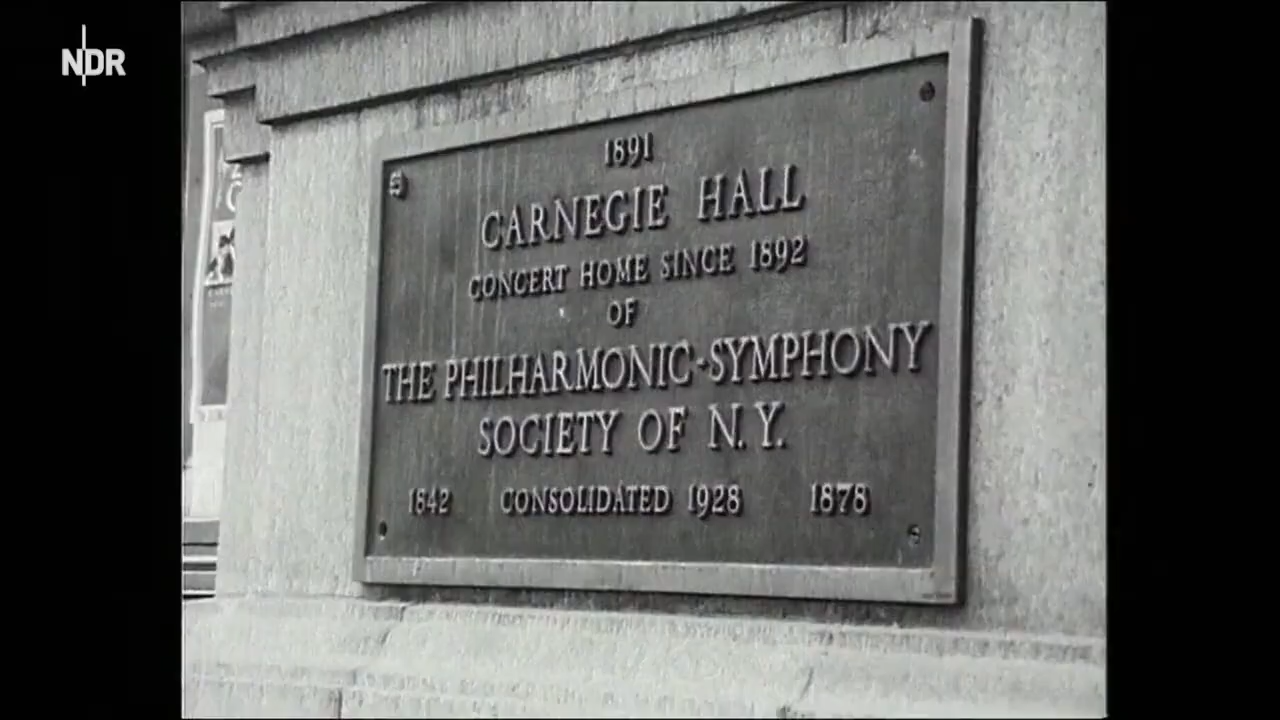 NDR
1891
CARNEGIE HALL
CONCERT HOME SINCE 1892
OF
THE PHILHARMONIC-SYMPHONY
SOCIETY OF N.Y.
1842 CONSOLIDATED 1928 1878